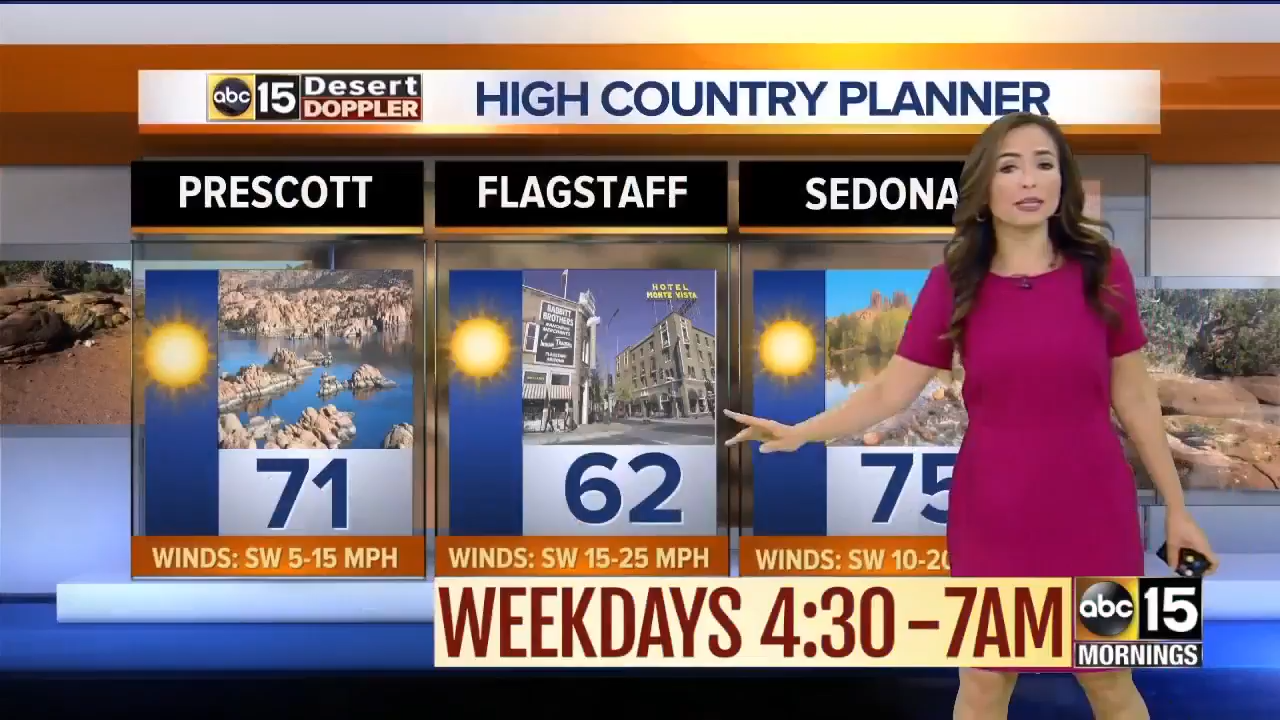 abc 15 Desert DOPPLER
HIGH COUNTRY PLANNER
PRESCOTT
FLAGSTAFF
SEDONA
HOTEL
MONTE VISTA
BABBITT
BROTHERS
71
62
75
WINDS: SW 5-15 MPH
WINDS: SW 15-25 MPH
WINDS: SW 10-20
WEEKDAYS 4:30 –7AM
abc 15
MORNINGS